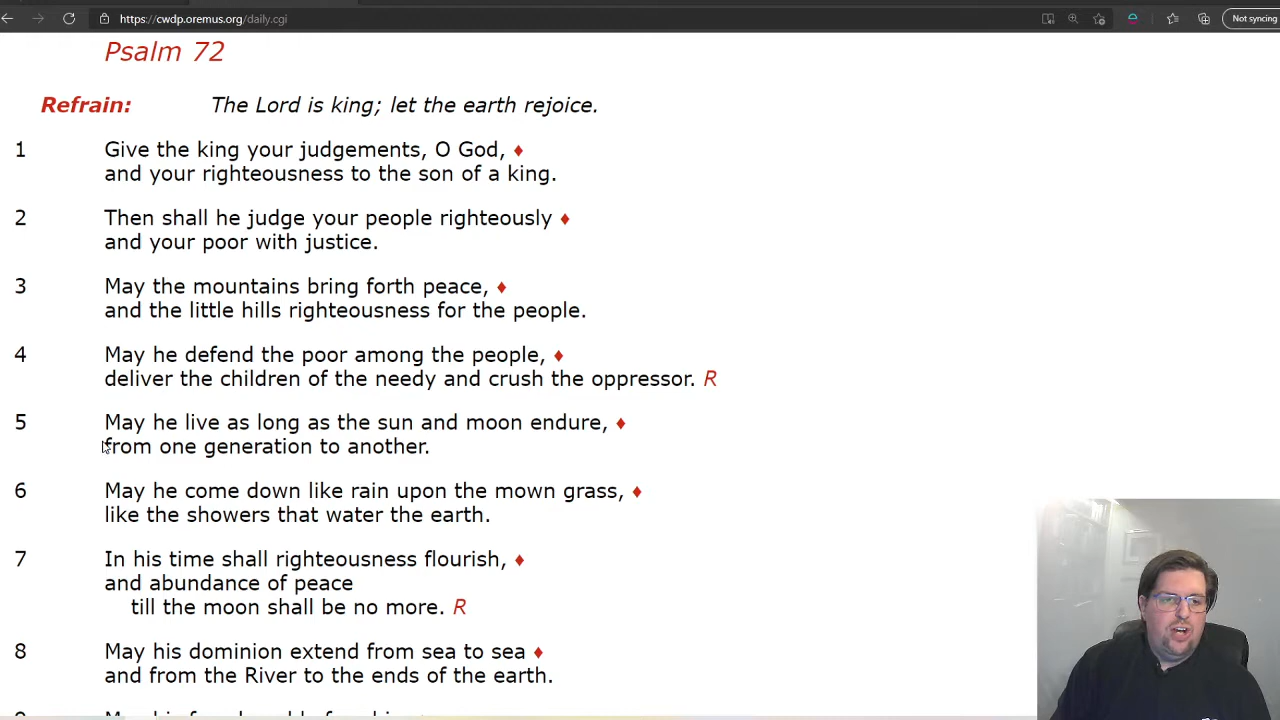 https://cwdp.oremus.org/daily.cgi
Not syncing
Psalm 72
Refrain: The Lord is king; let the earth rejoice.
1 Give the king your judgements, O God, ♦
and your righteousness to the son of a king.
2 Then shall he judge your people righteously ♦
and your poor with justice.
3 May the mountains bring forth peace, ♦
and the little hills righteousness for the people.
4 May he defend the poor among the people, ♦
deliver the children of the needy and crush the oppressor. R
5 May he live as long as the sun and moon endure, ♦
from one generation to another.
6 May he come down like rain upon the mown grass, ♦
like the showers that water the earth.
7 In his time shall righteousness flourish, ♦
and abundance of peace
till the moon shall be no more. R
8 May his dominion extend from sea to sea ♦
and from the River to the ends of the earth.